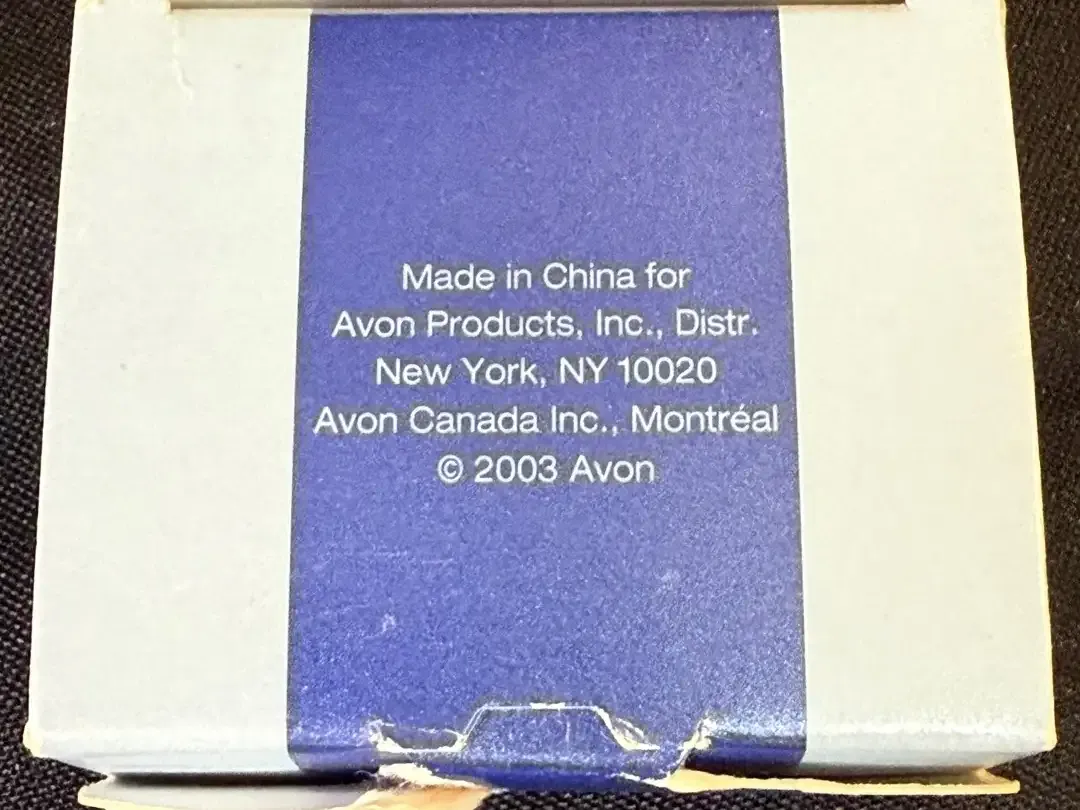 Made in China for
Avon Products, Inc., Distr.
New York, NY 10020
Avon Canada Inc., Montréal
© 2003 Avon